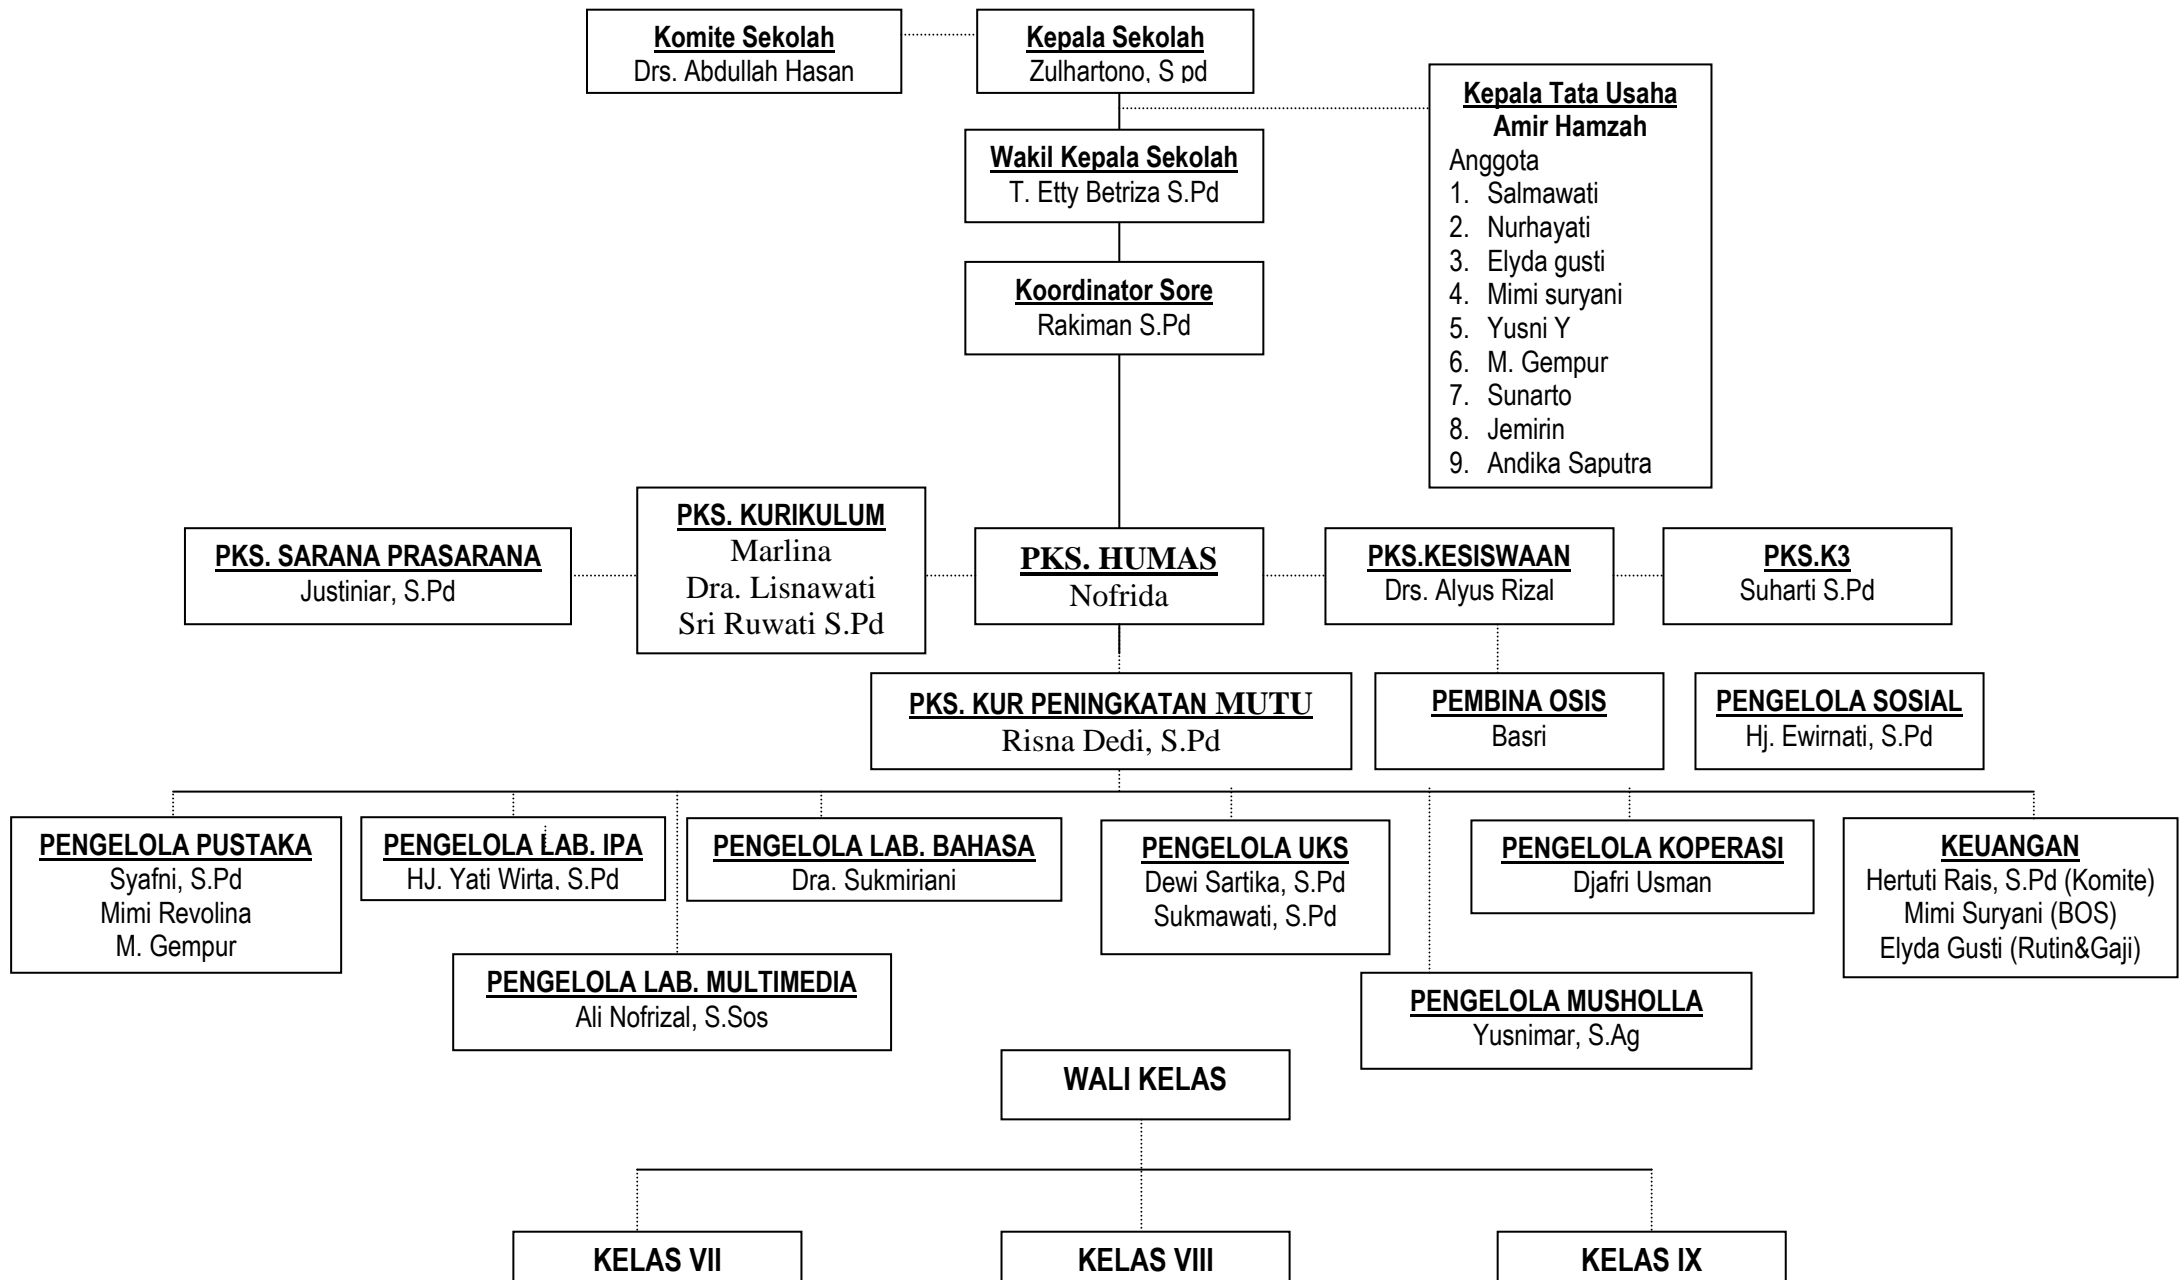 Komite Sekolah
Drs. Abdullah Hasan
Kepala Sekolah
Zulhartono, S pd
Kepala Tata Usaha
Amir Hamzah
Anggota
1. Salmawati
2. Nurhayati
3. Elyda gusti
4. Mimi suryani
5. Yusni Y
6. M. Gempur
7. Sunarto
8. Jemirin
9. Andika Saputra
Wakil Kepala Sekolah
T. Etty Betriza S.Pd
Koordinator Sore
Rakiman S.Pd
PKS. SARANA PRASARANA
Justiniar, S.Pd
PKS. KURIKULUM
Marlina
Dra. Lisnawati
Sri Ruwati S.Pd
PKS. HUMAS
Nofrida
PKS.KESISWAAN
Drs. Alyus Rizal
PKS.K3
Suharti S.Pd
PKS. KUR PENINGKATAN MUTU
Risna Dedi, S.Pd
PEMBINA OSIS
Basri
PENGELOLA SOSIAL
Hj. Ewirnati, S.Pd
PENGELOLA PUSTAKA
Syafni, S.Pd
Mimi Revolina
M. Gempur
PENGELOLA LAB. IPA
HJ. Yati Wirta, S.Pd
PENGELOLA LAB. BAHASA
Dra. Sukmiriani
PENGELOLA UKS
Dewi Sartika, S.Pd
Sukmawati, S.Pd
PENGELOLA KOPERASI
Djafri Usman
KEUANGAN
Hertuti Rais, S.Pd (Komite)
Mimi Suryani (BOS)
Elyda Gusti (Rutin&Gaji)
PENGELOLA LAB. MULTIMEDIA
Ali Nofrizal, S.Sos
PENGELOLA MUSHOLLA
Yusnimar, S.Ag
WALI KELAS
KELAS VII
KELAS VIII
KELAS IX